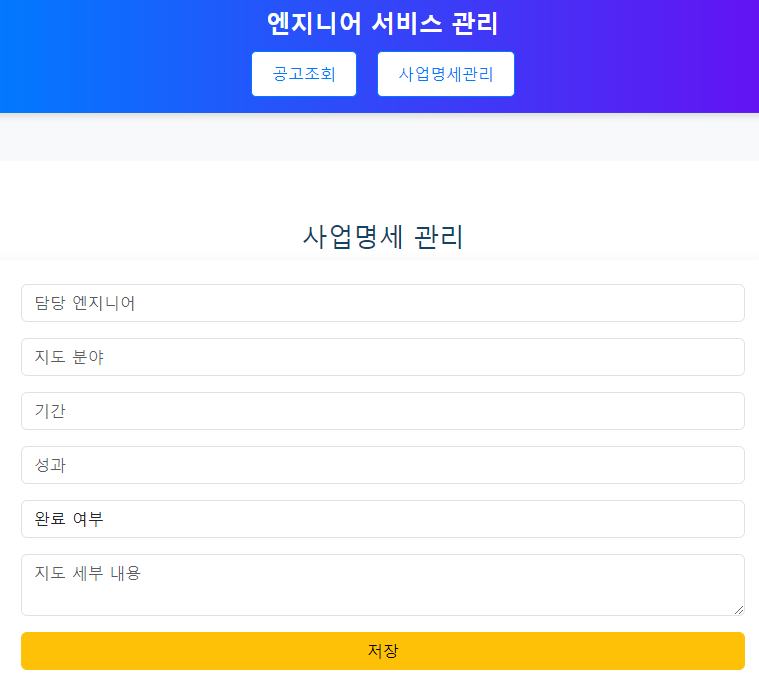 엔지니어 서비스 관리
공고조회 사업명세관리
사업명세 관리
담당 엔지니어
지도 분야
기간
성과
완료 여부
지도 세부 내용
저장